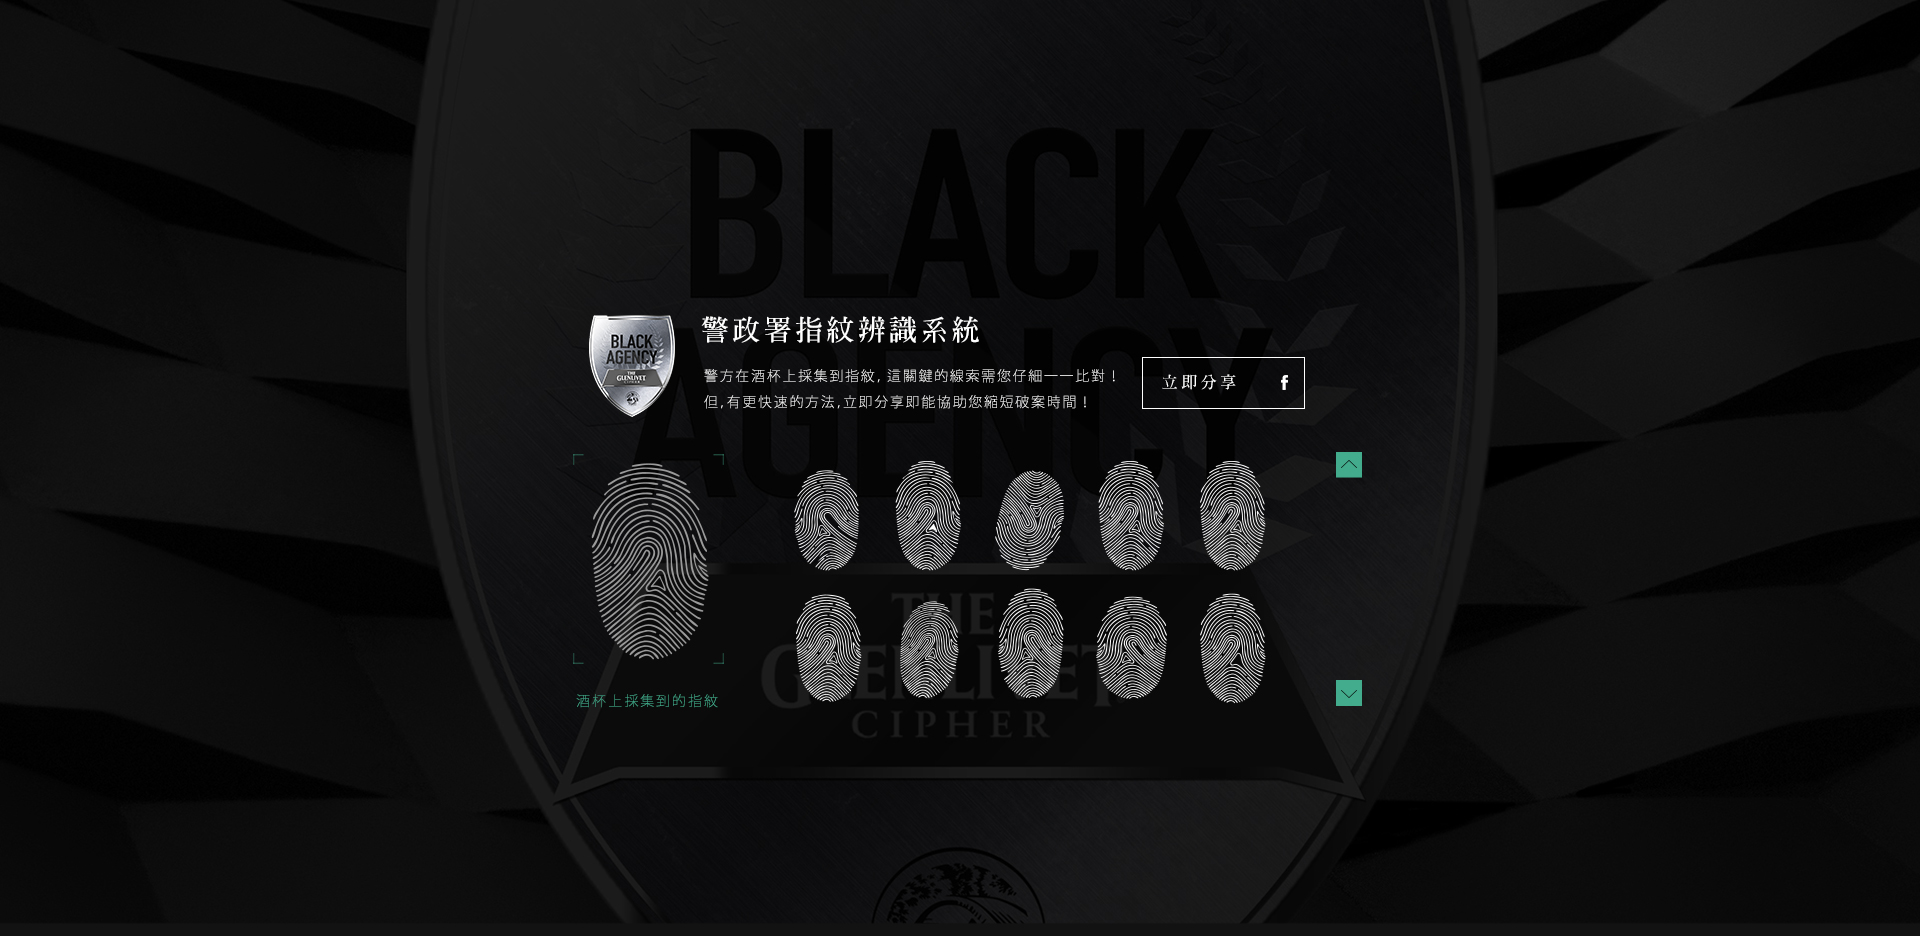 BLACK
AGENCY
警政署指紋辨識系統
BLACK
AGENCY
THE
GLENLIVET
CIPHER
警方在酒杯上採集到指紋, 這關鍵的線索需您仔細一一比對！
但,有更快速的方法,立即分享即能協助您縮短破案時間！
立即分享 f
THE
GLENLIVET
CIPHER
酒杯上採集到的指紋